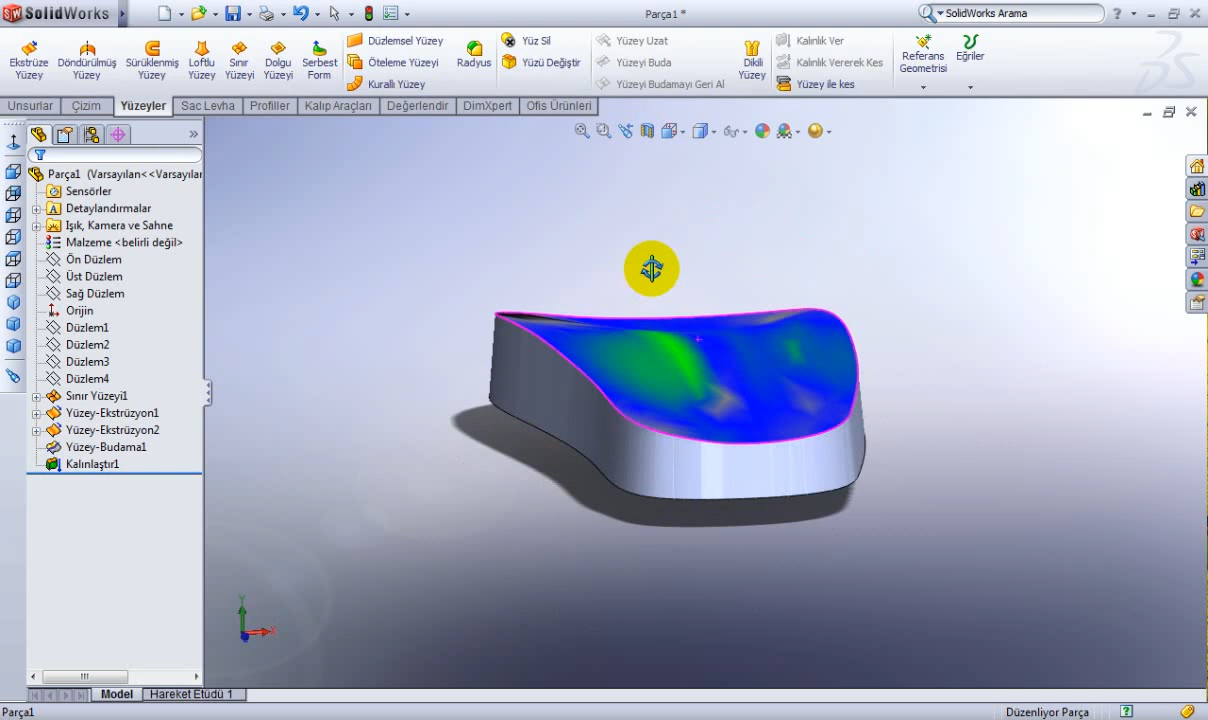 SolidWorks
Parça1 *
SolidWorks Arama
Ekstrüze Yüzey
Döndürülmüş Yüzey
Sürüklenmiş Yüzey
Loftlu Yüzey
Sınır Yüzeyi
Dolgu Yüzeyi
Serbest Form
Düzlemsel Yüzey
Öteleme Yüzeyi
Kurallı Yüzey
Radyus
Yüz Sil
Yüzü Değiştir
Yüzey Uzat
Yüzeyi Buda
Yüzeyi Budamayı Geri Al
Dikili Yüzey
Kalınlık Ver
Kalınlık Vererek Kes
Yüzey ile kes
Referans Geometrisi
Eğriler
Unsurlar
Çizim
Yüzeyler
Sac Levha
Profiller
Kalıp Araçları
Değerlendir
DimXpert
Ofis Ürünleri
Parça1 (Varsayılan<<Varsayılan
Sensörler
Detaylandırmalar
Işık, Kamera ve Sahne
Malzeme <belirli değil>
Ön Düzlem
Üst Düzlem
Sağ Düzlem
Orijin
Düzlem1
Düzlem2
Düzlem3
Düzlem4
Sınır Yüzeyi1
Yüzey-Ekstrüzyon1
Yüzey-Ekstrüzyon2
Yüzey-Budama1
Kalınlaştır1
Y
X
Model
Hareket Etüdü 1
Parça1
Düzenliyor Parça